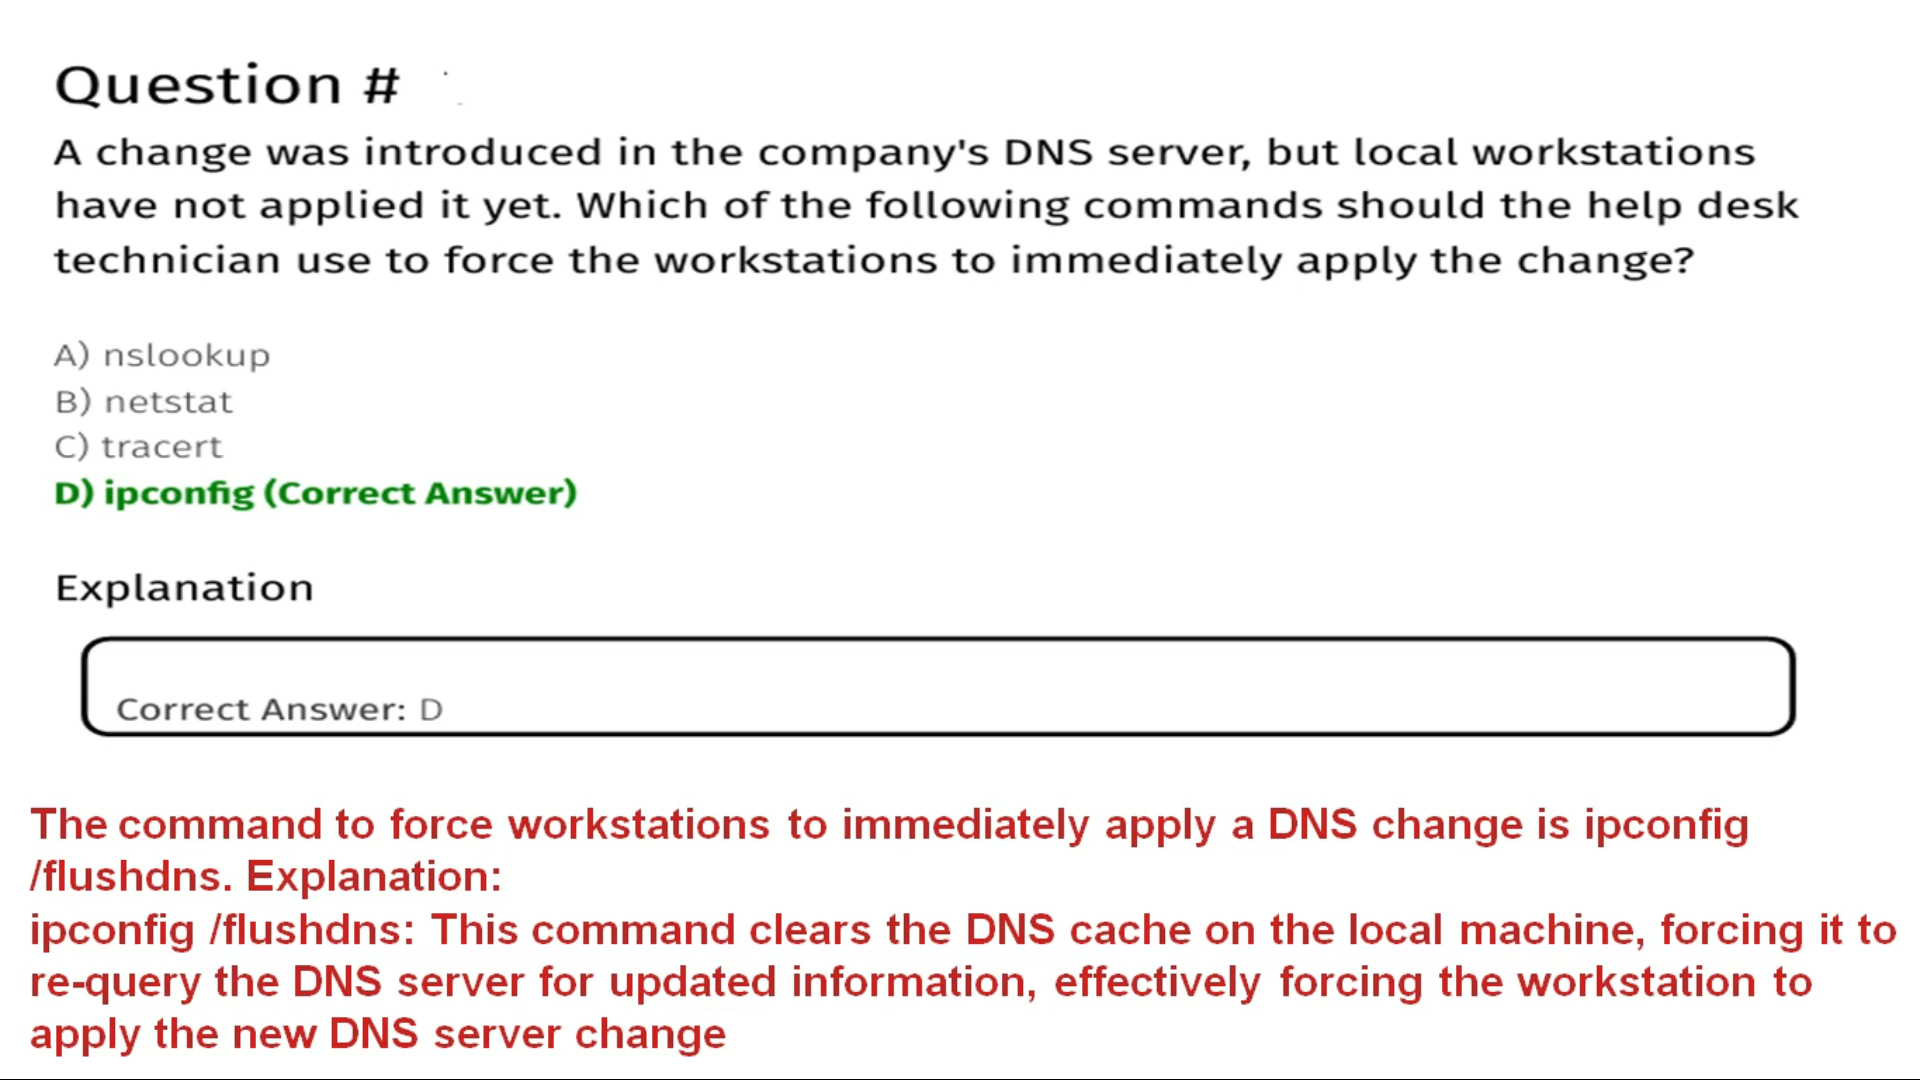 Question #
A change was introduced in the company's DNS server, but local workstations
have not applied it yet. Which of the following commands should the help desk
technician use to force the workstations to immediately apply the change?
A) nslookup
B) netstat
C) tracert
D) ipconfig (Correct Answer)
Explanation
Correct Answer: D
The command to force workstations to immediately apply a DNS change is ipconfig
/flushdns. Explanation:
ipconfig /flushdns: This command clears the DNS cache on the local machine, forcing it to
re-query the DNS server for updated information, effectively forcing the workstation to
apply the new DNS server change